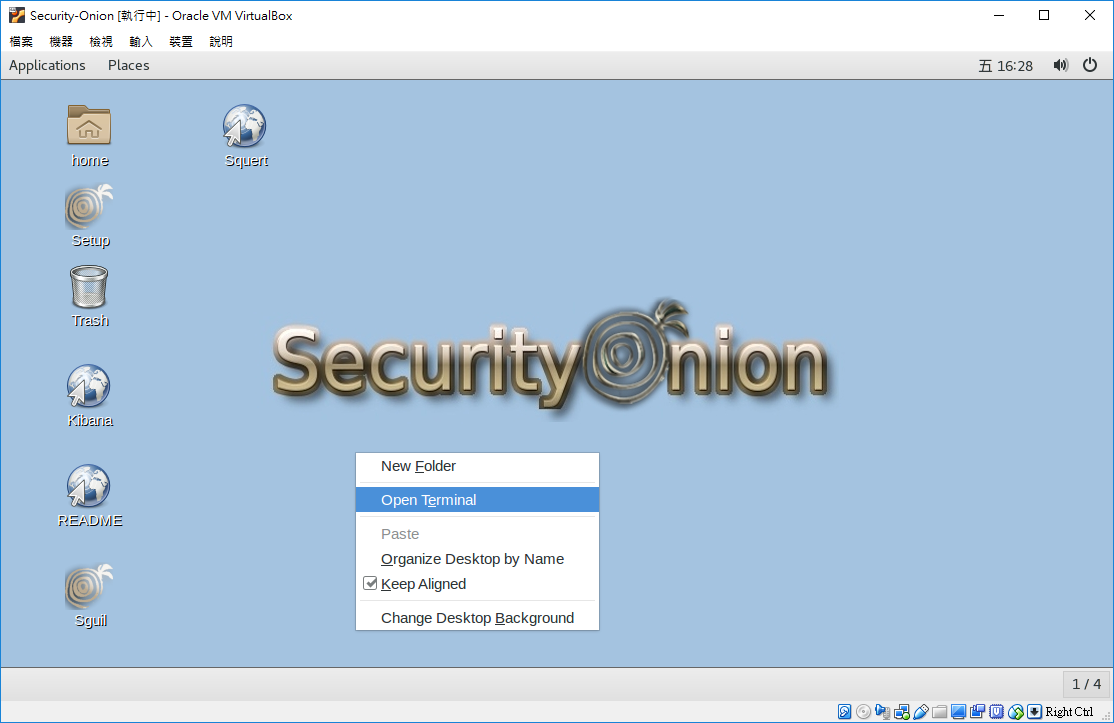 Security-Onion [執行中] - Oracle VM VirtualBox
檔案 機器 檢視 輸入 裝置 說明
Applications Places 五 16:28
home Squert
Setup
Trash
SecurityOnion
Kibana
New Folder
Open Terminal
README
Paste
Organize Desktop by Name
Keep Aligned
Sguil
Change Desktop Background
1 / 4
Right Ctrl